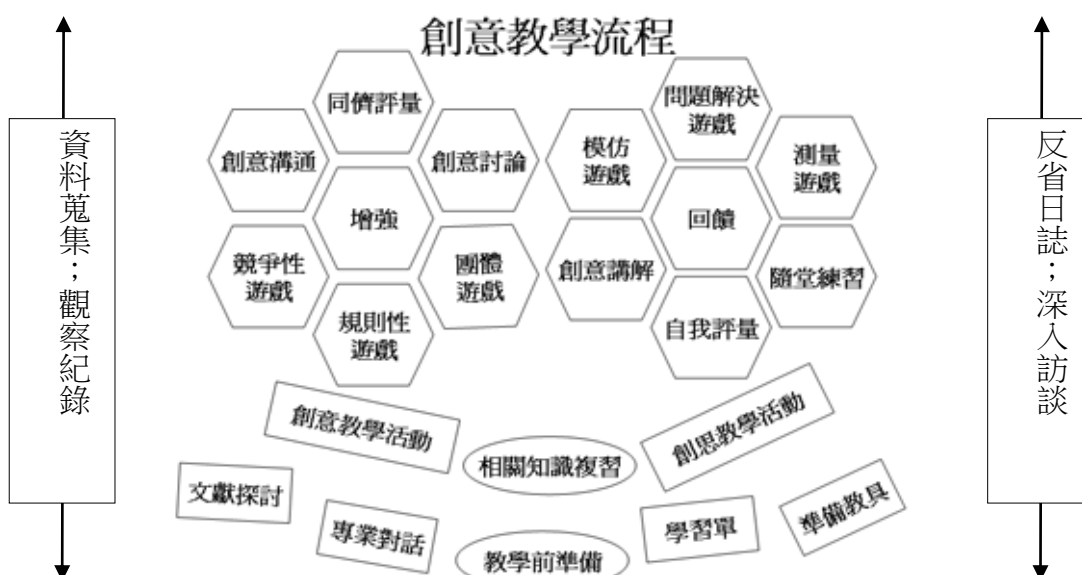 創意教學流程
資料蒐集；觀察紀錄
同儕評量
創意溝通
創意討論
增強
競爭性
遊戲
團體
遊戲
規則性
遊戲
問題解決
遊戲
模仿
遊戲
測量
遊戲
回饋
創意講解
隨堂練習
自我評量
反省日誌；深入訪談
創意教學活動
相關知識複習
創思教學活動
文獻探討
專業對話
教學前準備
學習單
準備教具